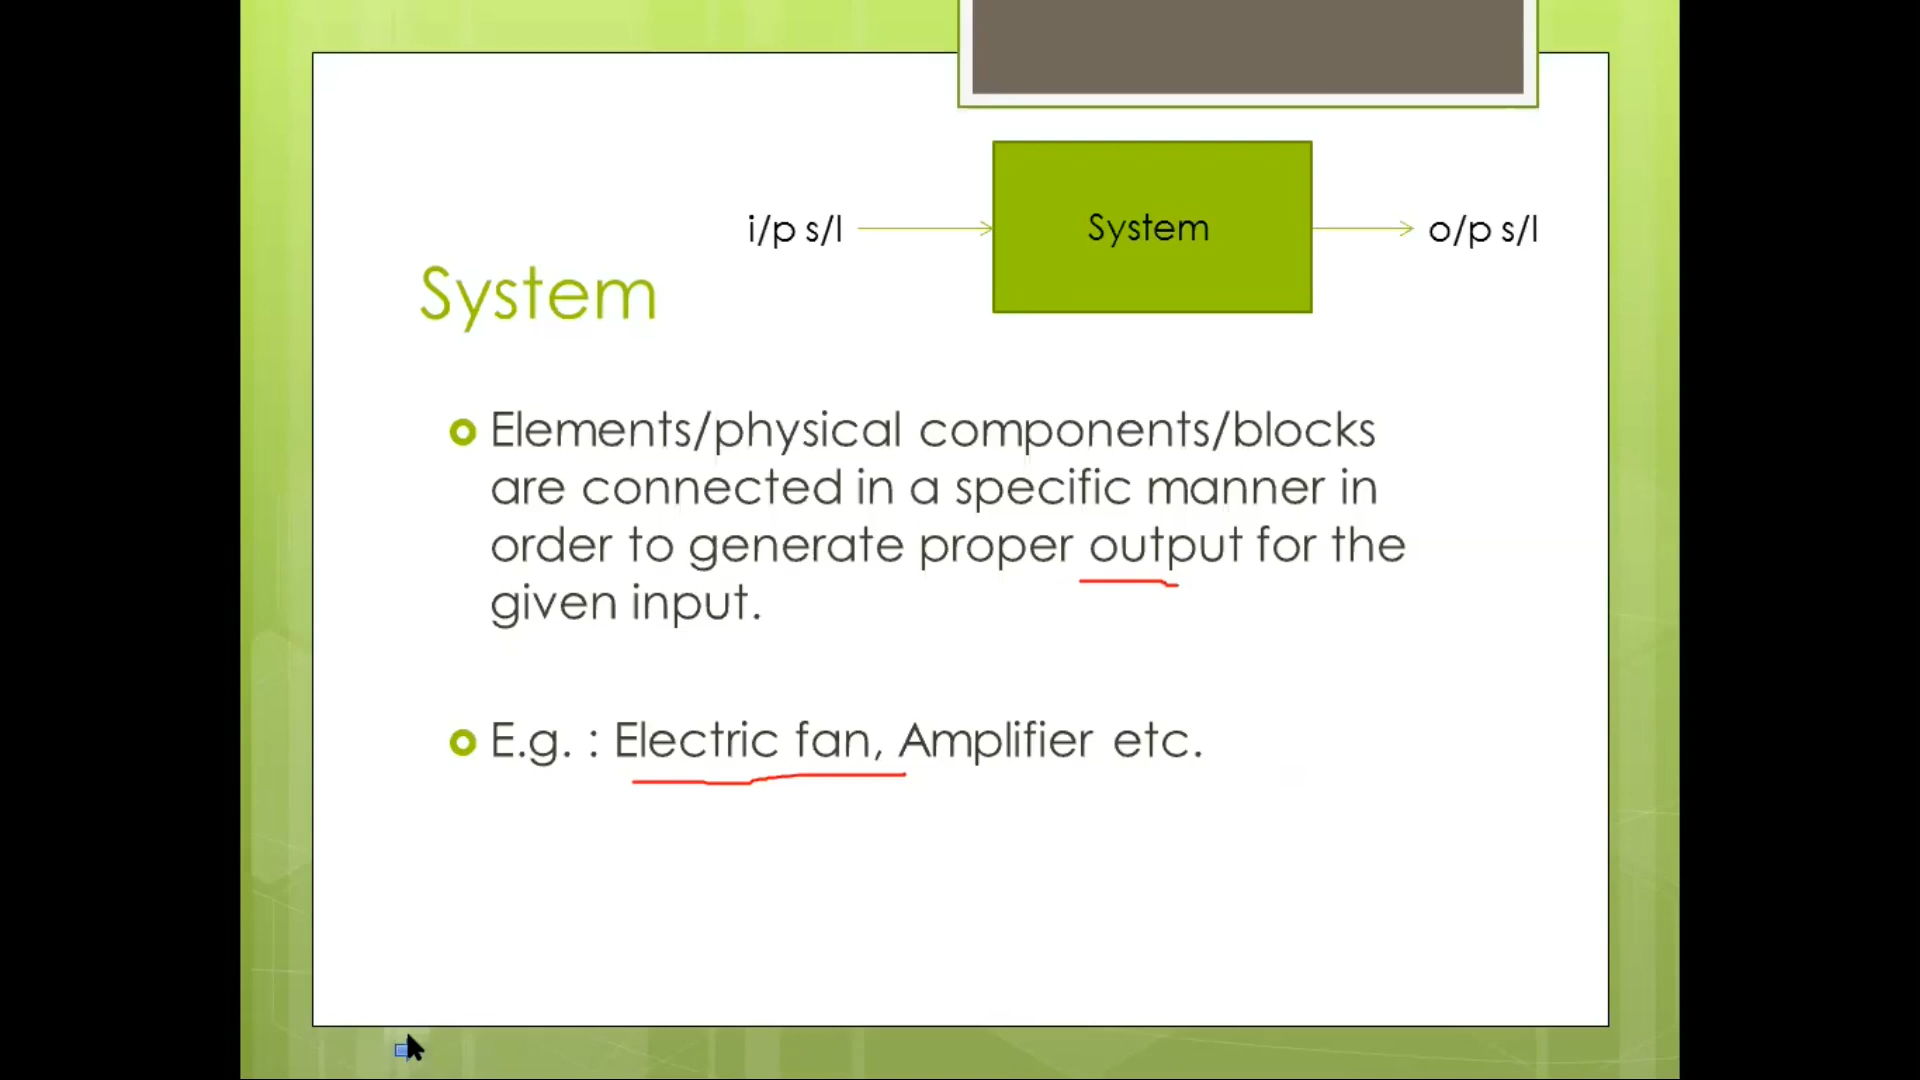 i/p s/l
System
o/p s/l
System
Elements/physical components/blocks
are connected in a specific manner in
order to generate proper output for the
given input.
E.g. : Electric fan, Amplifier etc.